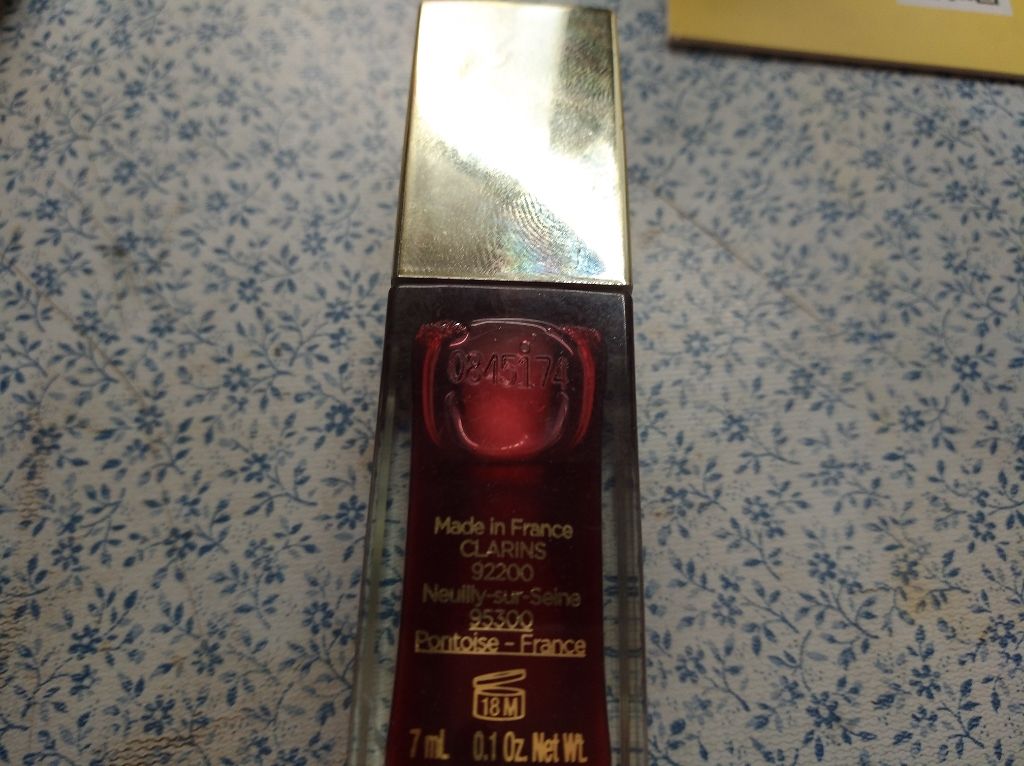 0845174
Made in France
CLARINS
92200
Neuilly-sur-Seine
95300
Pontoise - France
18 M
7 mL 0.1 Oz. Net Wt.